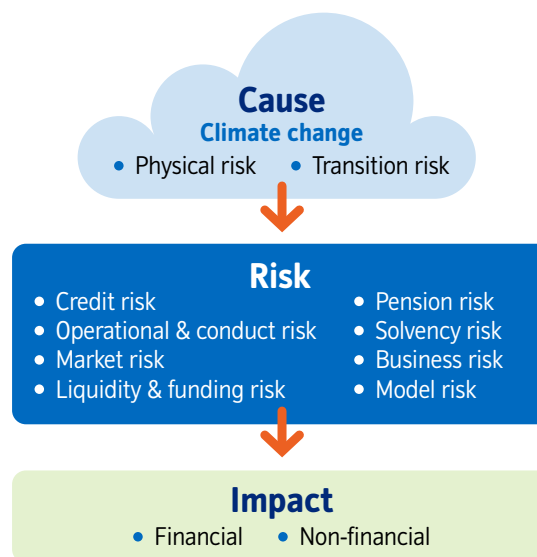 Cause
Climate change
• Physical risk • Transition risk
Risk
• Credit risk
• Operational & conduct risk
• Market risk
• Liquidity & funding risk
• Pension risk
• Solvency risk
• Business risk
• Model risk
Impact
• Financial • Non-financial